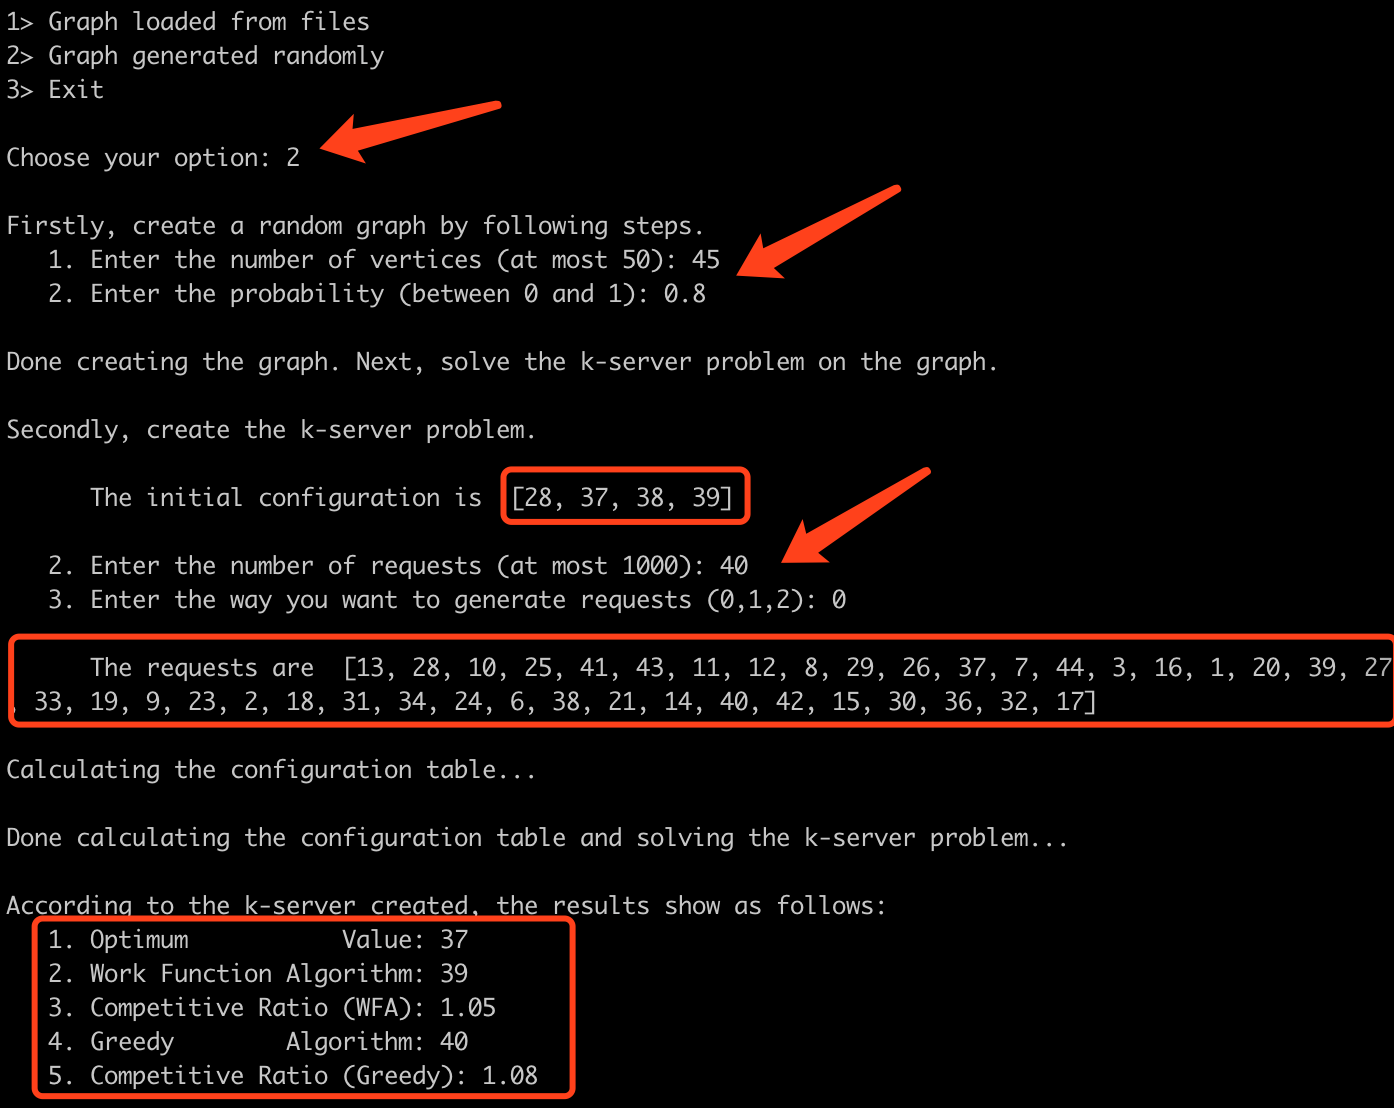 1> Graph loaded from files
2> Graph generated randomly
3> Exit
Choose your option: 2
Firstly, create a random graph by following steps.
1. Enter the number of vertices (at most 50): 45
2. Enter the probability (between 0 and 1): 0.8
Done creating the graph. Next, solve the k-server problem on the graph.
Secondly, create the k-server problem.
The initial configuration is [28, 37, 38, 39]
2. Enter the number of requests (at most 1000): 40
3. Enter the way you want to generate requests (0,1,2): 0
The requests are [13, 28, 10, 25, 41, 43, 11, 12, 8, 29, 26, 37, 7, 44, 3, 16, 1, 20, 39, 27
, 33, 19, 9, 23, 2, 18, 31, 34, 24, 6, 38, 21, 14, 40, 42, 15, 30, 36, 32, 17]
Calculating the configuration table...
Done calculating the configuration table and solving the k-server problem...
According to the k-server created, the results show as follows:
1. Optimum Value: 37
2. Work Function Algorithm: 39
3. Competitive Ratio (WFA): 1.05
4. Greedy Algorithm: 40
5. Competitive Ratio (Greedy): 1.08